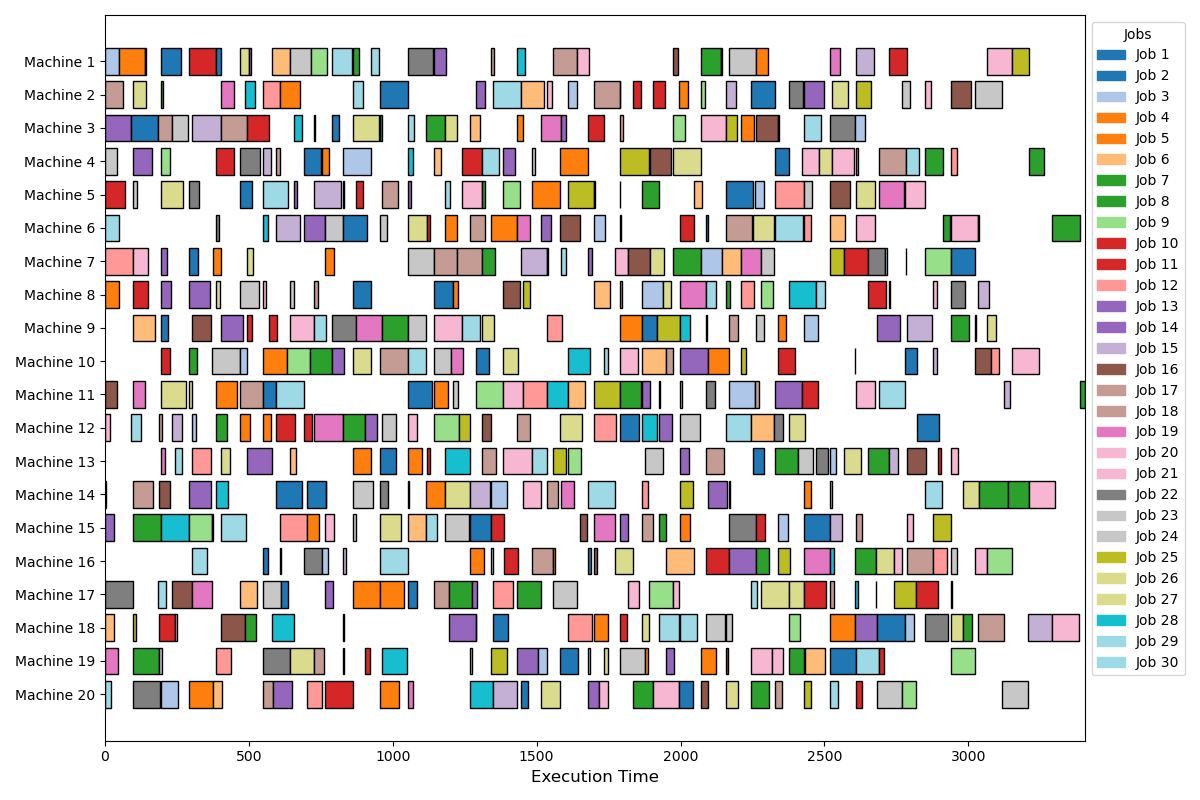 Machine 1
Machine 2
Machine 3
Machine 4
Machine 5
Machine 6
Machine 7
Machine 8
Machine 9
Machine 10
Machine 11
Machine 12
Machine 13
Machine 14
Machine 15
Machine 16
Machine 17
Machine 18
Machine 19
Machine 20
0 500 1000 1500 2000 2500 3000
Execution Time
Jobs
Job 1
Job 2
Job 3
Job 4
Job 5
Job 6
Job 7
Job 8
Job 9
Job 10
Job 11
Job 12
Job 13
Job 14
Job 15
Job 16
Job 17
Job 18
Job 19
Job 20
Job 21
Job 22
Job 23
Job 24
Job 25
Job 26
Job 27
Job 28
Job 29
Job 30